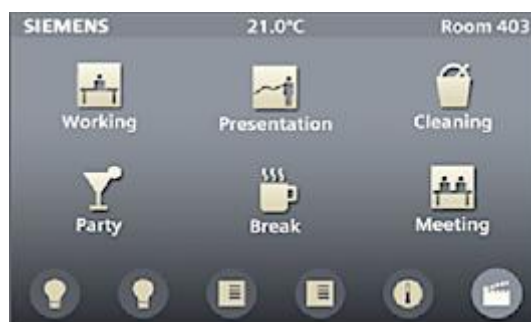 SIEMENS 21.0°C Room 403
Working Presentation Cleaning
Party Break Meeting